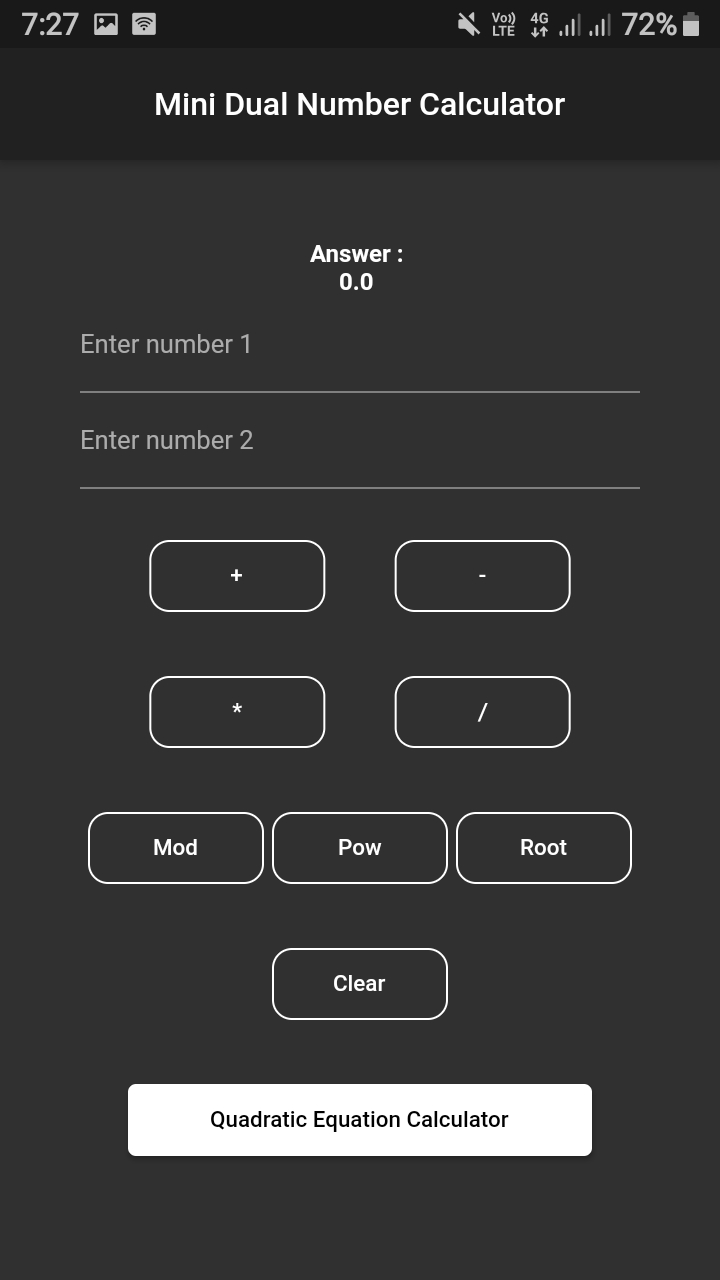 7:27 Vo)) LTE 4G 72%
Mini Dual Number Calculator
Answer :
0.0
Enter number 1
Enter number 2
+ -
* /
Mod Pow Root
Clear
Quadratic Equation Calculator